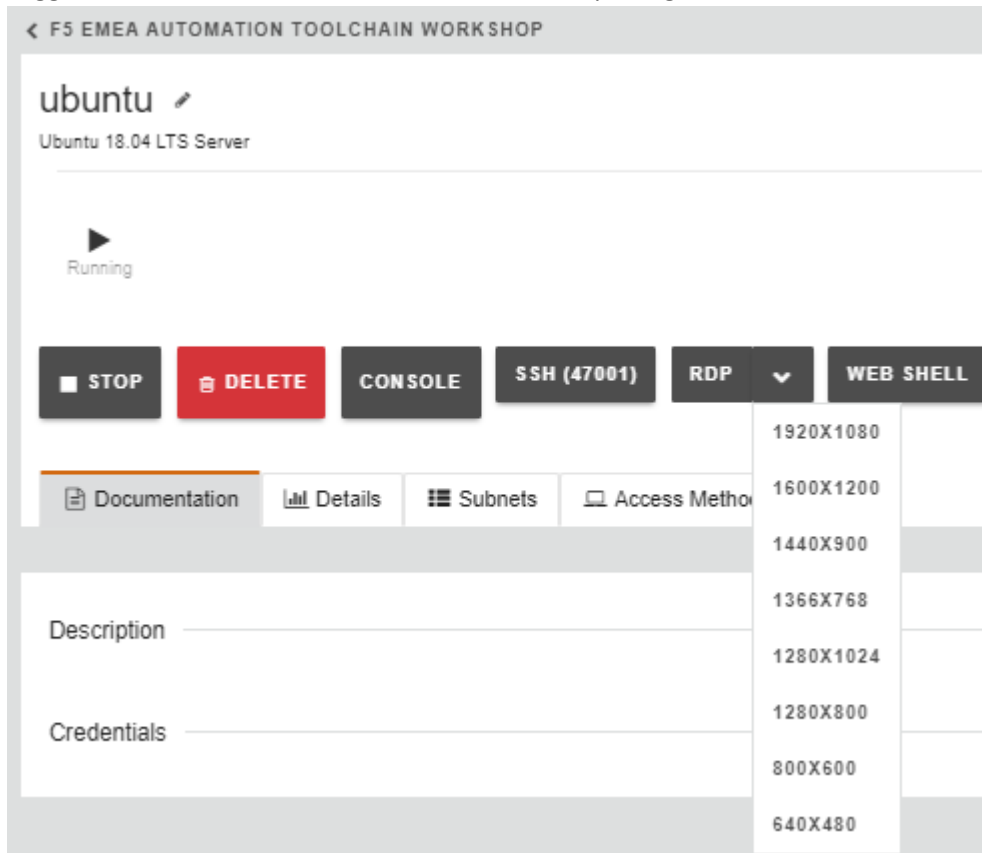 F5 EMEA AUTOMATION TOOLCHAIN WORKSHOP
ubuntu
Ubuntu 18.04 LTS Server
Running
STOP DELETE CONSOLE SSH (47001) RDP WEB SHELL
1920X1080
Documentation Details Subnets Access Metho
1600X1200
1440X900
1366X768
Description
1280X1024
1280X800
Credentials
800X600
640X480